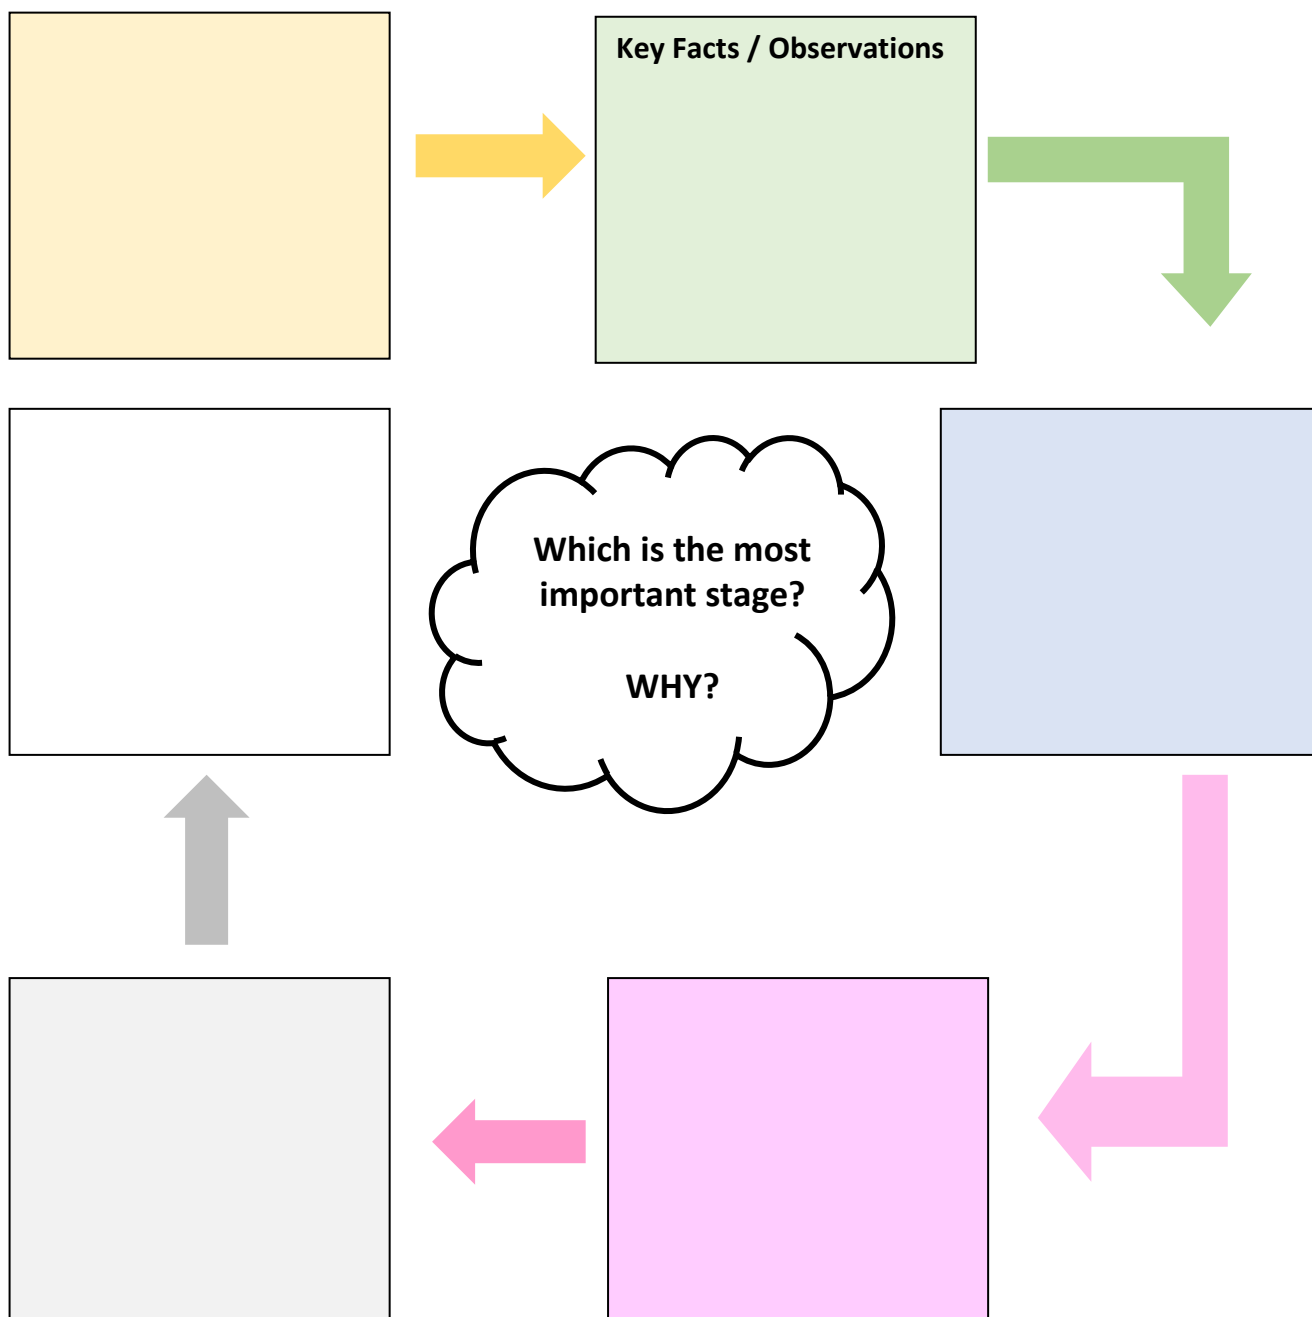 Key Facts / Observations
Which is the most
important stage?
WHY?